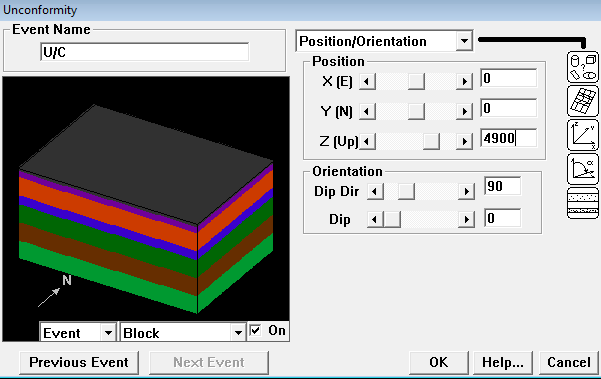 Unconformity
Event Name
U/C
Position/Orientation
Position
X (E) 0
Y (N) 0
Z (Up) 4900
Orientation
Dip Dir 90
Dip 0
N
Event Block On
Previous Event Next Event OK Help... Cancel
z y x
α
?